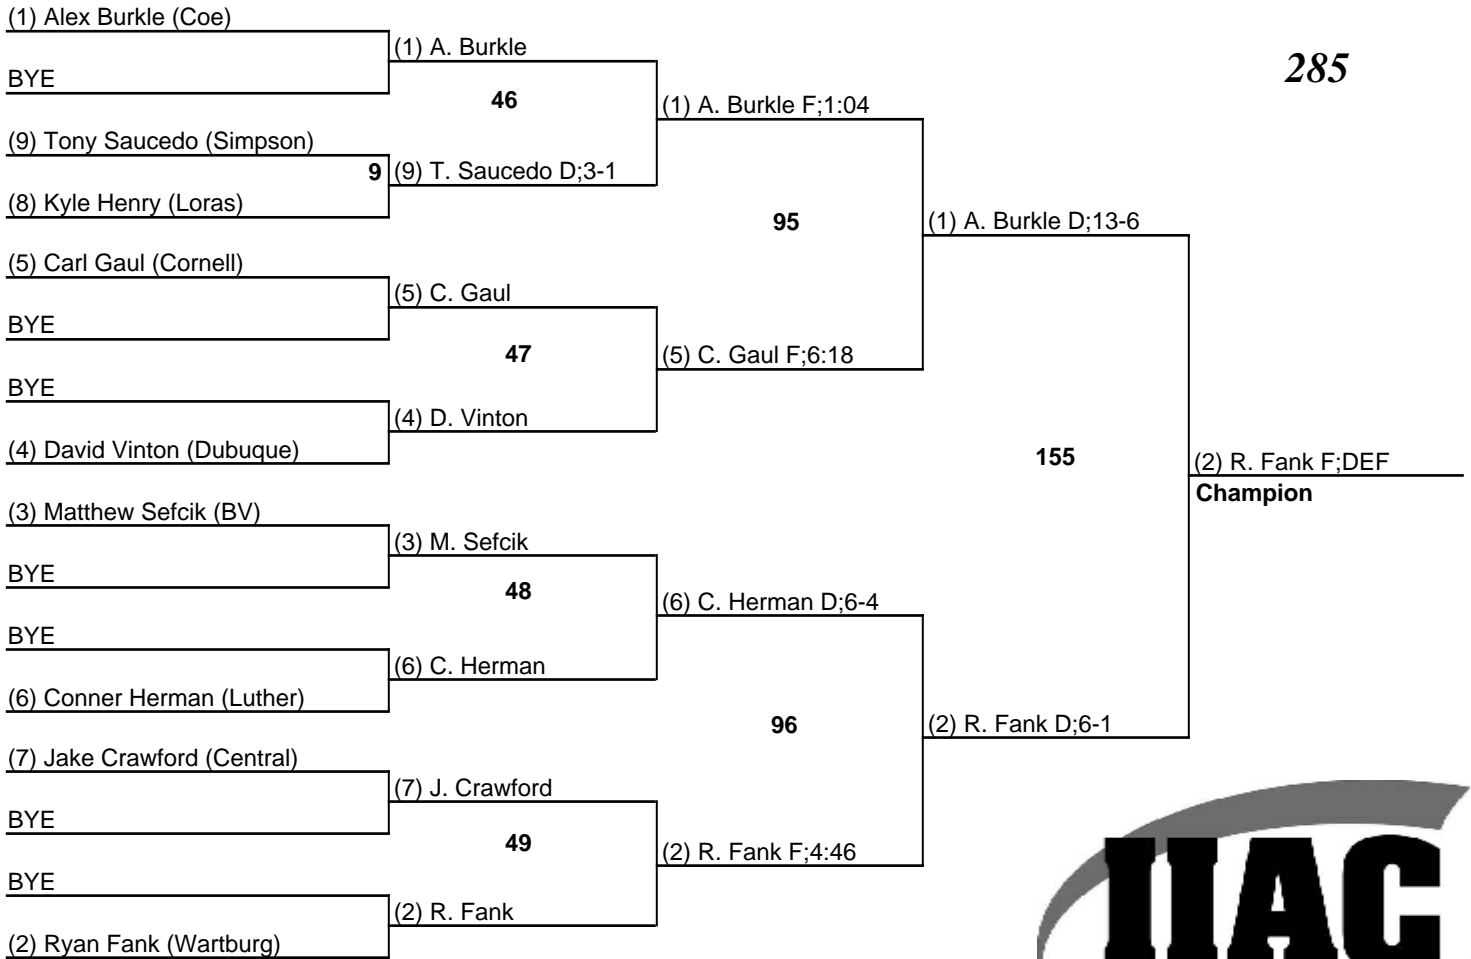 (1) Alex Burkle (Coe)
(1) A. Burkle
285
BYE
46
(1) A. Burkle F;1:04
(9) Tony Saucedo (Simpson)
9
(9) T. Saucedo D;3-1
(8) Kyle Henry (Loras)
95
(1) A. Burkle D;13-6
(5) Carl Gaul (Cornell)
(5) C. Gaul
BYE
47
(5) C. Gaul F;6:18
BYE
(4) D. Vinton
(4) David Vinton (Dubuque)
155
(2) R. Fank F;DEF
Champion
(3) Matthew Sefcik (BV)
(3) M. Sefcik
BYE
48
(6) C. Herman D;6-4
BYE
(6) C. Herman
(6) Conner Herman (Luther)
96
(2) R. Fank D;6-1
(7) Jake Crawford (Central)
(7) J. Crawford
BYE
49
(2) R. Fank F;4:46
BYE
(2) R. Fank
(2) Ryan Fank (Wartburg)
IIAC